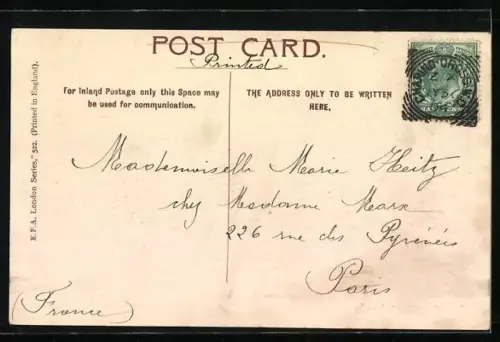 POST CARD.
Printed
For Inland Postage only this Space may
be used for communication.
THE ADDRESS ONLY TO BE WRITTEN
HERE.
E.F.A. London Series, 502. (Printed in England).
CHARING CROSS
Mademoiselle Marie Heitz
chez Madame Marx
226 rue des Pyrénées
Paris
(France)